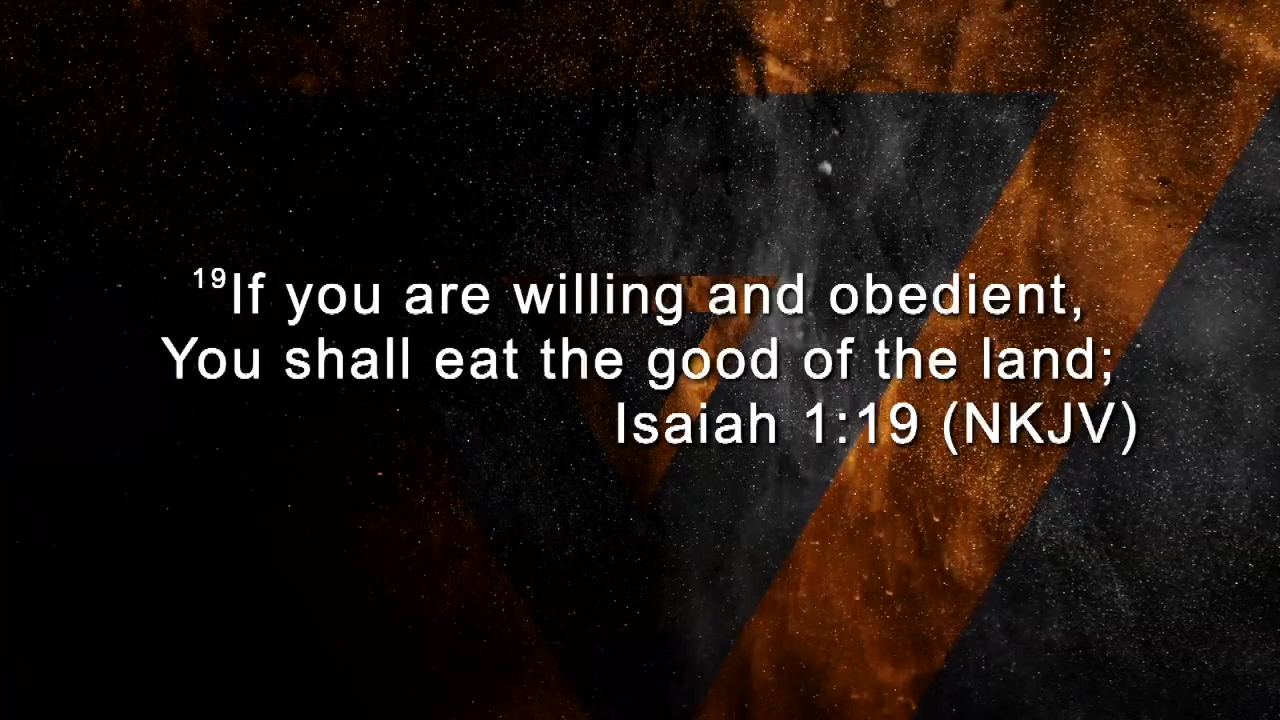 19If you are willing and obedient,
You shall eat the good of the land;
Isaiah 1:19 (NKJV)